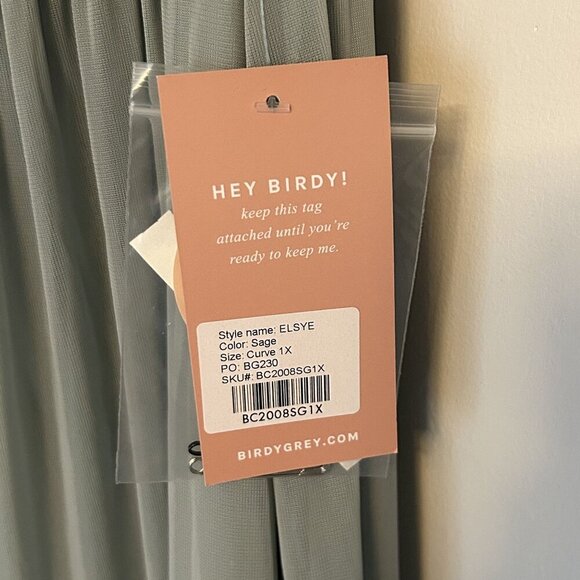 HEY BIRDY!
keep this tag
attached until you're
ready to keep me.
Style name: ELSYE
Color: Sage
Size: Curve 1X
PO: BG230
SKU#: BC2008SG1X
BC2008SG1X
BIRDYGREY.COM